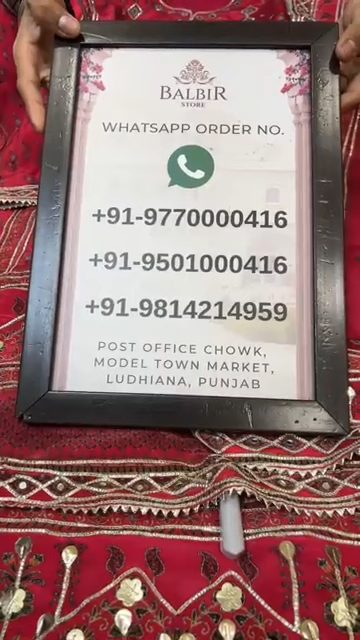 BALBIR
STORE
WHATSAPP ORDER NO.
+91-9770000416
+91-9501000416
+91-9814214959
POST OFFICE CHOWK,
MODEL TOWN MARKET,
LUDHIANA, PUNJAB